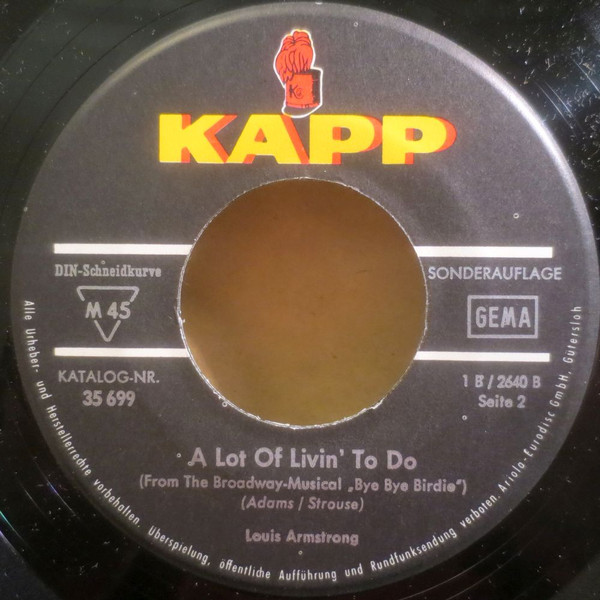 K
KAPP
DIN-Schneidkurve
M 45
KATALOG-NR.
35 699
SONDERAUFLAGE
GEMA
1 B / 2640 B
Seite 2
A Lot Of Livin' To Do
(From The Broadway-Musical „Bye Bye Birdie")
(Adams / Strouse)
Louis Armstrong
Alle Urheber- und Herstellerrechte vorbehalten. Überspielung, öffentliche Aufführung und Rundfunksendung verboten. Ariola-Eurodisc GmbH, Gütersloh